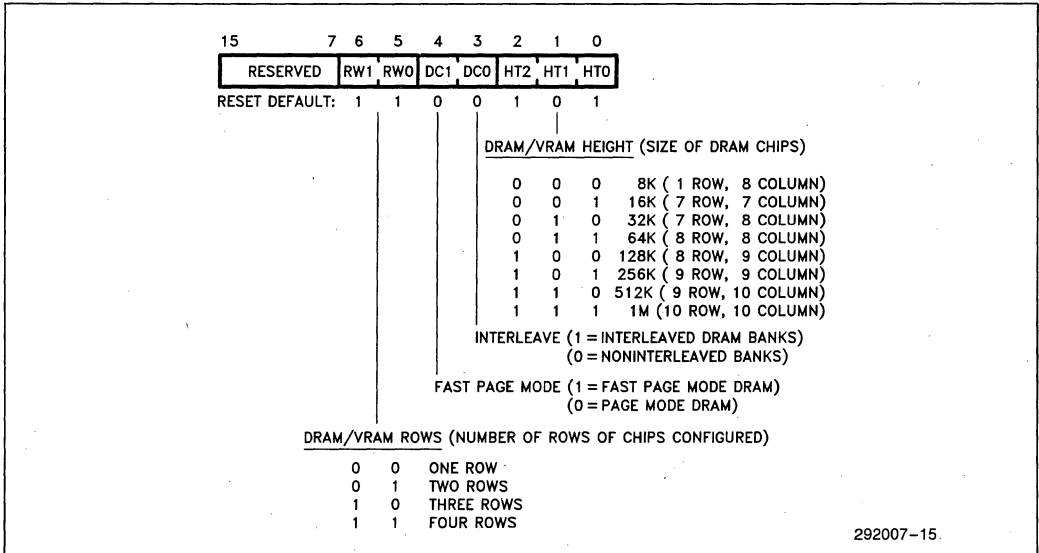 15 7 6 5 4 3 2 1 0
RESERVED RW1 RW0 DC1 DC0 HT2 HT1 HT0
RESET DEFAULT: 1 1 0 0 1 0 1
DRAM/VRAM HEIGHT (SIZE OF DRAM CHIPS)
0 0 0 8K ( 1 ROW, 8 COLUMN)
0 0 1 16K ( 7 ROW, 7 COLUMN)
0 1 0 32K ( 7 ROW, 8 COLUMN)
0 1 1 64K ( 8 ROW, 8 COLUMN)
1 0 0 128K ( 8 ROW, 9 COLUMN)
1 0 1 256K ( 9 ROW, 9 COLUMN)
1 1 0 512K ( 9 ROW, 10 COLUMN)
1 1 1 1M (10 ROW, 10 COLUMN)
INTERLEAVE (1 = INTERLEAVED DRAM BANKS)
(0 = NONINTERLEAVED BANKS)
FAST PAGE MODE (1 = FAST PAGE MODE DRAM)
(0 = PAGE MODE DRAM)
DRAM/VRAM ROWS (NUMBER OF ROWS OF CHIPS CONFIGURED)
0 0 ONE ROW
0 1 TWO ROWS
1 0 THREE ROWS
1 1 FOUR ROWS
292007-15